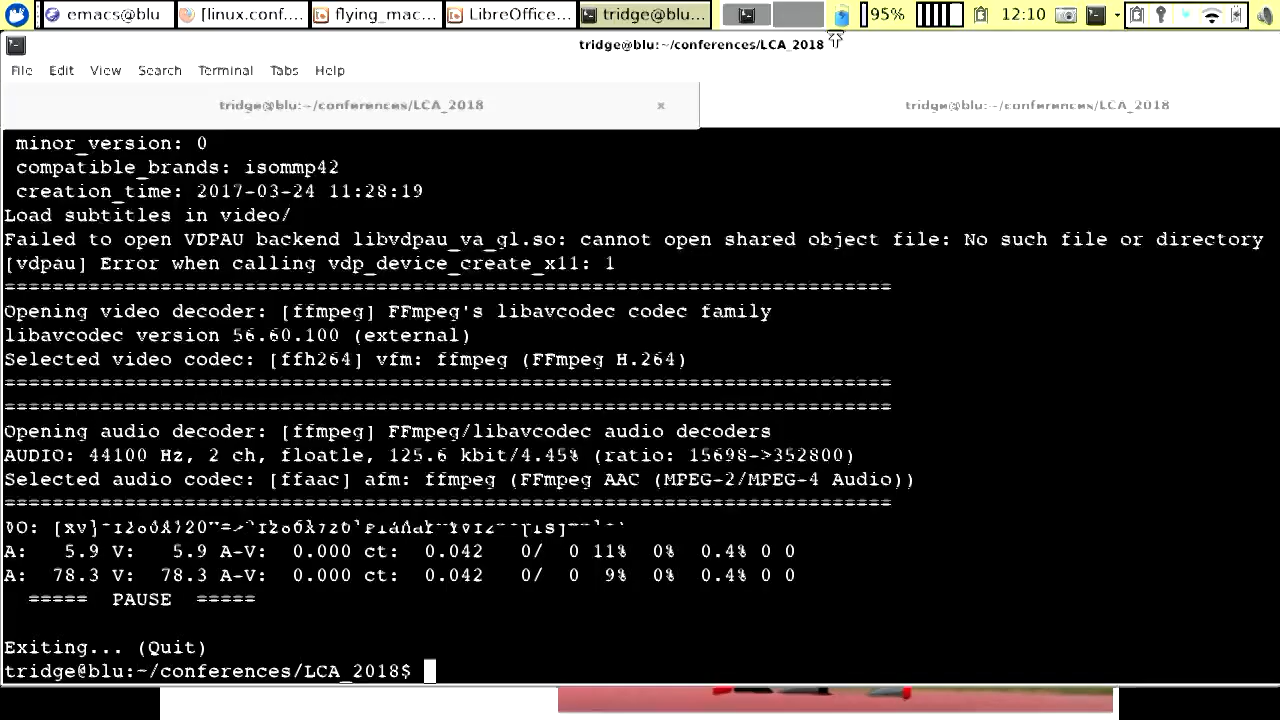 emacs@blu
[linux.conf....
flying_mac...
LibreOffice...
tridge@blu...
95%
12:10
tridge@blu:~/conferences/LCA_2018
File Edit View Search Terminal Tabs Help
tridge@blu:~/conferences/LCA_2018 ×
tridge@blu:~/conferences/LCA_2018
minor_version: 0
compatible_brands: isommp42
creation_time: 2017-03-24 11:28:19
Load subtitles in video/
Failed to open VDPAU backend libvdpau_va_gl.so: cannot open shared object file: No such file or directory
[vdpau] Error when calling vdp_device_create_x11: 1
==========================================================================
Opening video decoder: [ffmpeg] FFmpeg's libavcodec codec family
libavcodec version 56.60.100 (external)
Selected video codec: [ffh264] vfm: ffmpeg (FFmpeg H.264)
==========================================================================
==========================================================================
Opening audio decoder: [ffmpeg] FFmpeg/libavcodec audio decoders
AUDIO: 44100 Hz, 2 ch, floatle, 125.6 kbit/4.45% (ratio: 15698->352800)
Selected audio codec: [ffaac] afm: ffmpeg (FFmpeg AAC (MPEG-2/MPEG-4 Audio))
==========================================================================
VO: [xv]
A: 5.9 V: 5.9 A-V: 0.000 ct: 0.042 0/ 0 11% 0% 0.4% 0 0
A: 78.3 V: 78.3 A-V: 0.000 ct: 0.042 0/ 0 9% 0% 0.4% 0 0
===== PAUSE =====
Exiting... (Quit)
tridge@blu:~/conferences/LCA_2018$